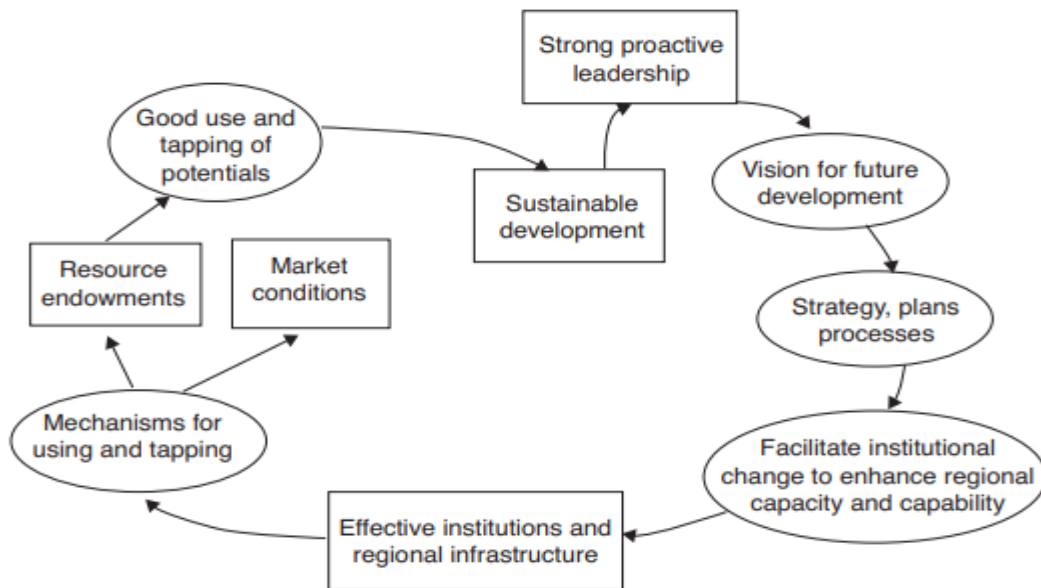 Strong proactive
leadership
Good use and
tapping of
potentials
Vision for future
development
Sustainable
development
Resource
endowments
Market
conditions
Strategy, plans
processes
Mechanisms for
using and tapping
Facilitate institutional
change to enhance regional
capacity and capability
Effective institutions and
regional infrastructure